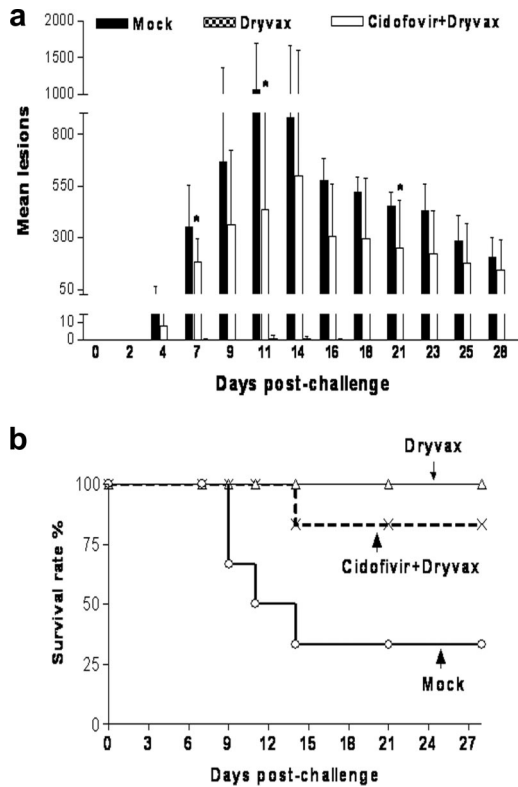 a
Mock Dryvax Cidofovir+Dryvax
2000
1500
1000
800
550
300
50
10
0
Mean lesions
0 2 4 7 9 11 14 16 18 21 23 25 28
* * *
Days post-challenge
b
Dryvax
100
75
50
25
0
Survival rate %
Cidofivir+Dryvax
Mock
0 3 6 9 12 15 18 21 24 27
Days post-challenge